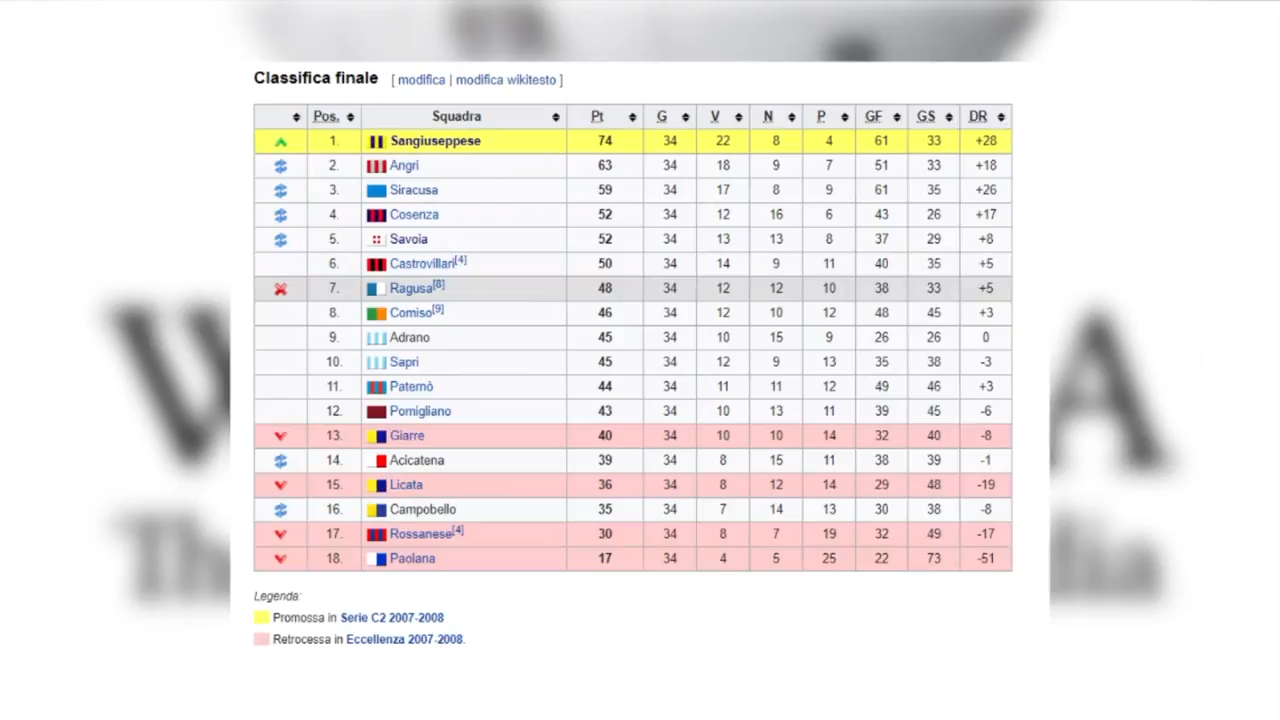 Classifica finale [ modifica | modifica wikitesto ]
Pos. Squadra Pt G V N P GF GS DR
1. Sangiuseppese 74 34 22 8 4 61 33 +28
2. Angri 63 34 18 9 7 51 33 +18
3. Siracusa 59 34 17 8 9 61 35 +26
4. Cosenza 52 34 12 16 6 43 26 +17
5. Savoia 52 34 13 13 8 37 29 +8
6. Castrovillari[4] 50 34 14 9 11 40 35 +5
7. Ragusa[8] 48 34 12 12 10 38 33 +5
8. Comiso[9] 46 34 12 10 12 48 45 +3
9. Adrano 45 34 10 15 9 26 26 0
10. Sapri 45 34 12 9 13 35 38 -3
11. Paternò 44 34 11 11 12 49 46 +3
12. Pomigliano 43 34 10 13 11 39 45 -6
13. Giarre 40 34 10 10 14 32 40 -8
14. Acicatena 39 34 8 15 11 38 39 -1
15. Licata 36 34 8 12 14 29 48 -19
16. Campobello 35 34 7 14 13 30 38 -8
17. Rossanese[4] 30 34 8 7 19 32 49 -17
18. Paolana 17 34 4 5 25 22 73 -51
Legenda:
Promossa in Serie C2 2007-2008
Retrocessa in Eccellenza 2007-2008.